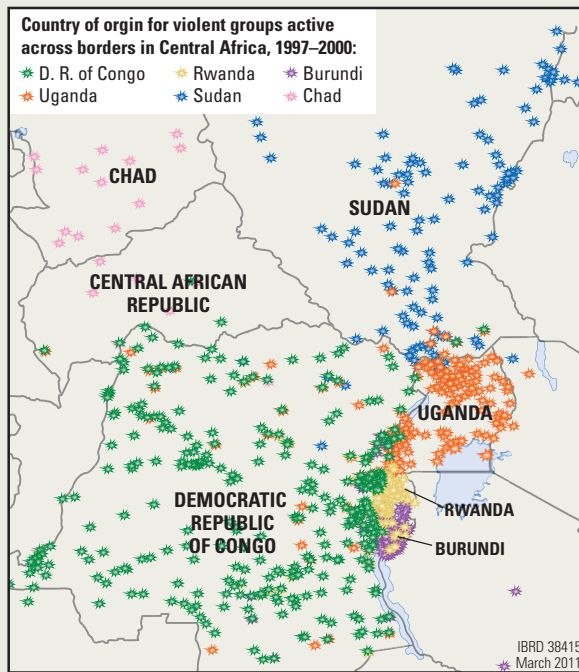 Country of orgin for violent groups active
across borders in Central Africa, 1997–2000:
D. R. of Congo Rwanda Burundi
Uganda Sudan Chad
CHAD
SUDAN
CENTRAL AFRICAN
REPUBLIC
UGANDA
DEMOCRATIC
REPUBLIC
OF CONGO
RWANDA
BURUNDI
IBRD 38415
March 2011